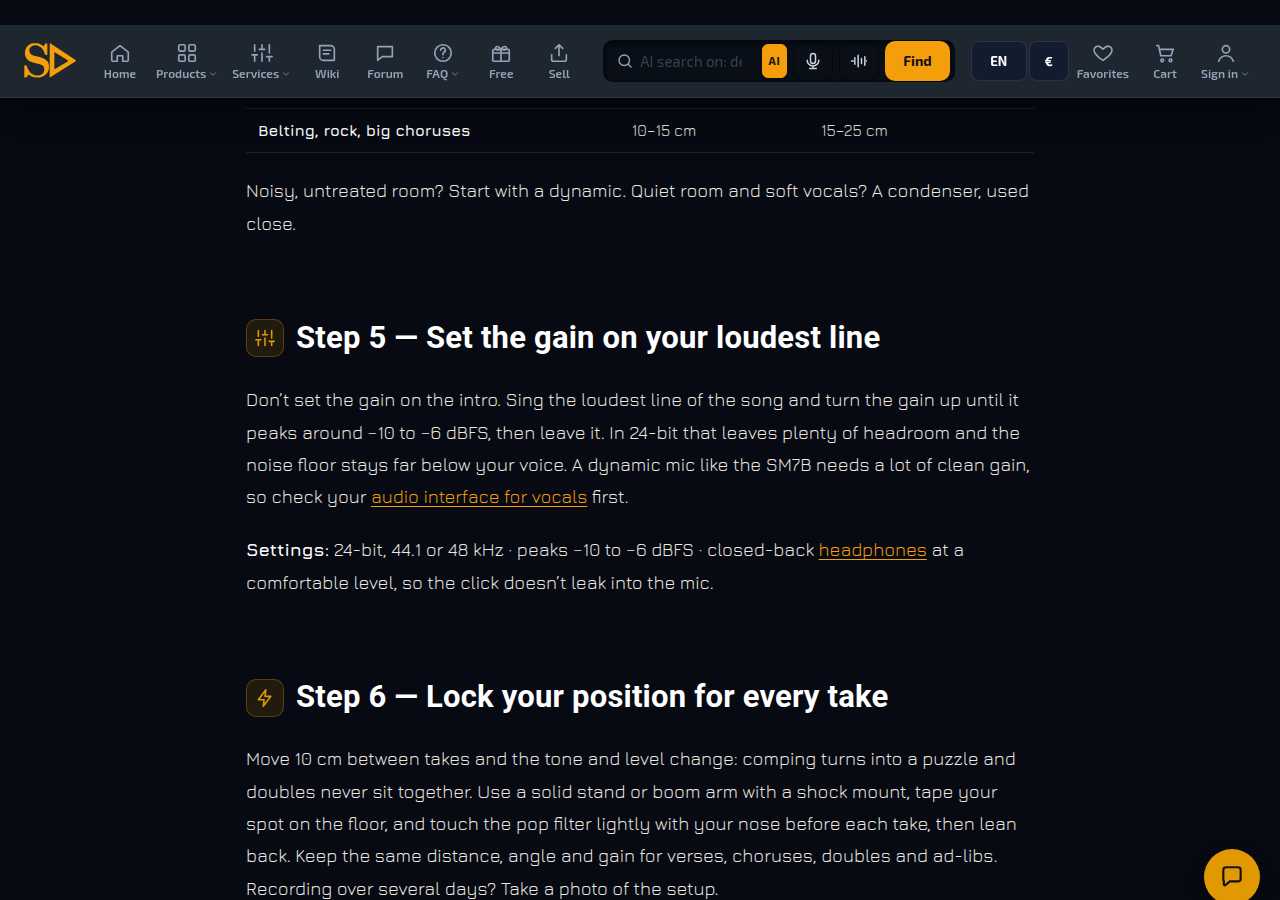 S
Home
Products
Services
Wiki
Forum
FAQ
Free
Sell
AI search on: de
AI
Find
EN
€
Favorites
Cart
Sign in
Belting, rock, big choruses 10–15 cm 15–25 cm
Noisy, untreated room? Start with a dynamic. Quiet room and soft vocals? A condenser, used
close.
Step 5 — Set the gain on your loudest line
Don’t set the gain on the intro. Sing the loudest line of the song and turn the gain up until it
peaks around −10 to −6 dBFS, then leave it. In 24-bit that leaves plenty of headroom and the
noise floor stays far below your voice. A dynamic mic like the SM7B needs a lot of clean gain,
so check your audio interface for vocals first.
Settings: 24-bit, 44.1 or 48 kHz · peaks −10 to −6 dBFS · closed-back headphones at a
comfortable level, so the click doesn’t leak into the mic.
Step 6 — Lock your position for every take
Move 10 cm between takes and the tone and level change: comping turns into a puzzle and
doubles never sit together. Use a solid stand or boom arm with a shock mount, tape your
spot on the floor, and touch the pop filter lightly with your nose before each take, then lean
back. Keep the same distance, angle and gain for verses, choruses, doubles and ad-libs.
Recording over several days? Take a photo of the setup.